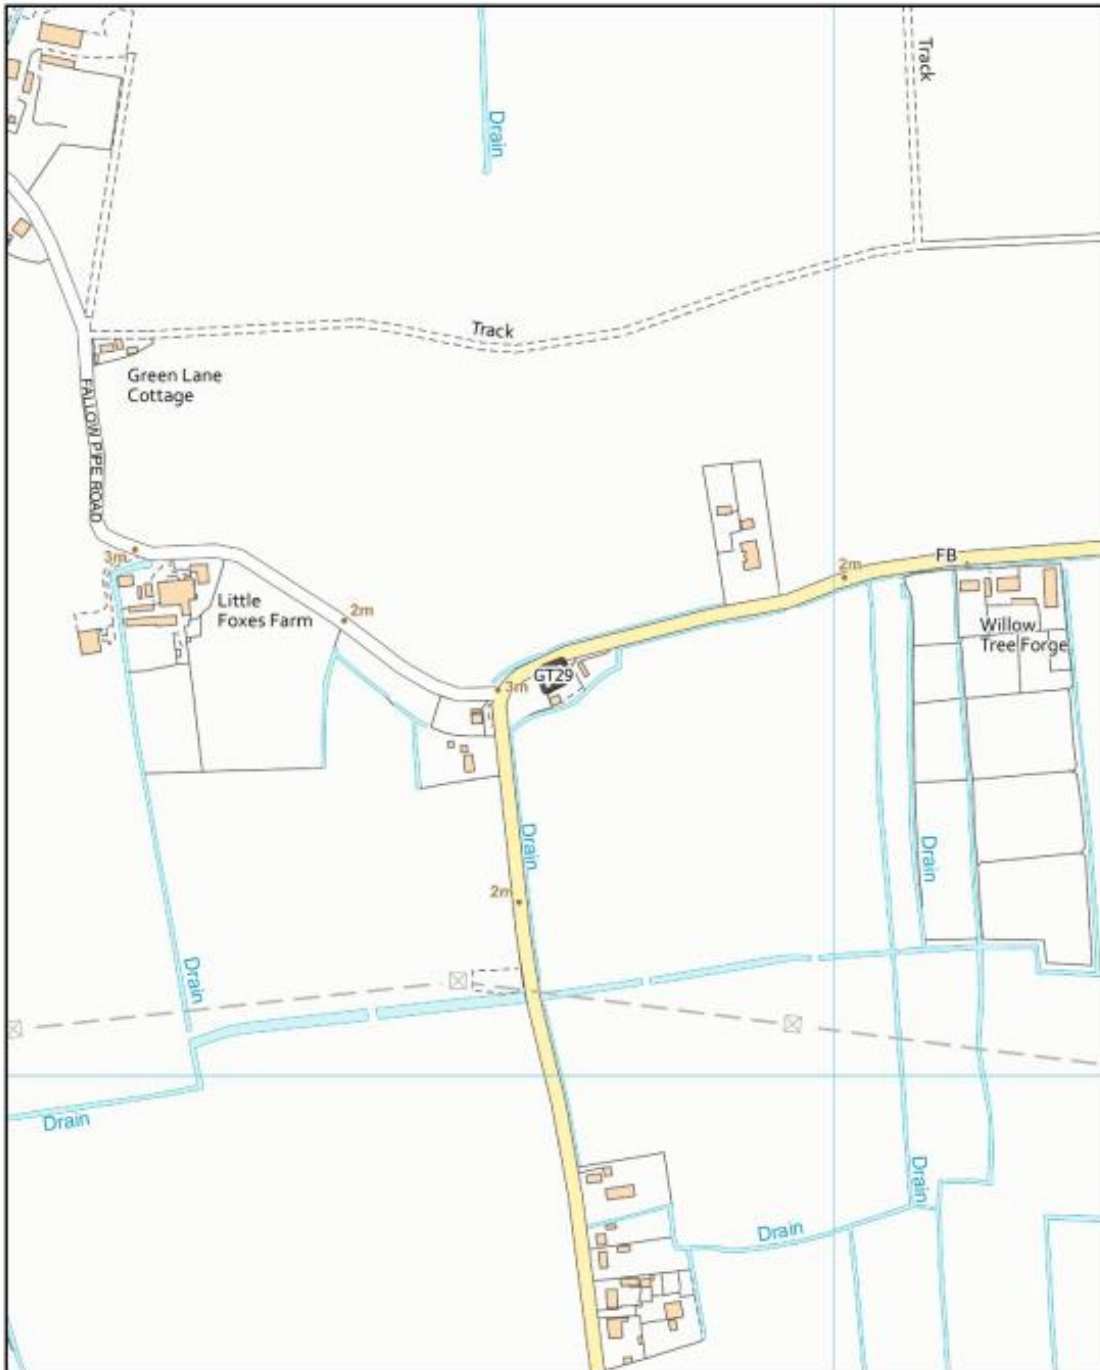 Track
Drain
Track
Green Lane
Cottage
FALLOW PIPE ROAD
3m
2m
FB
2m
Little
Foxes Farm
Willow
Tree Forge
GT29
3m
Drain
Drain
2m
Drain
Drain
Drain
Drain